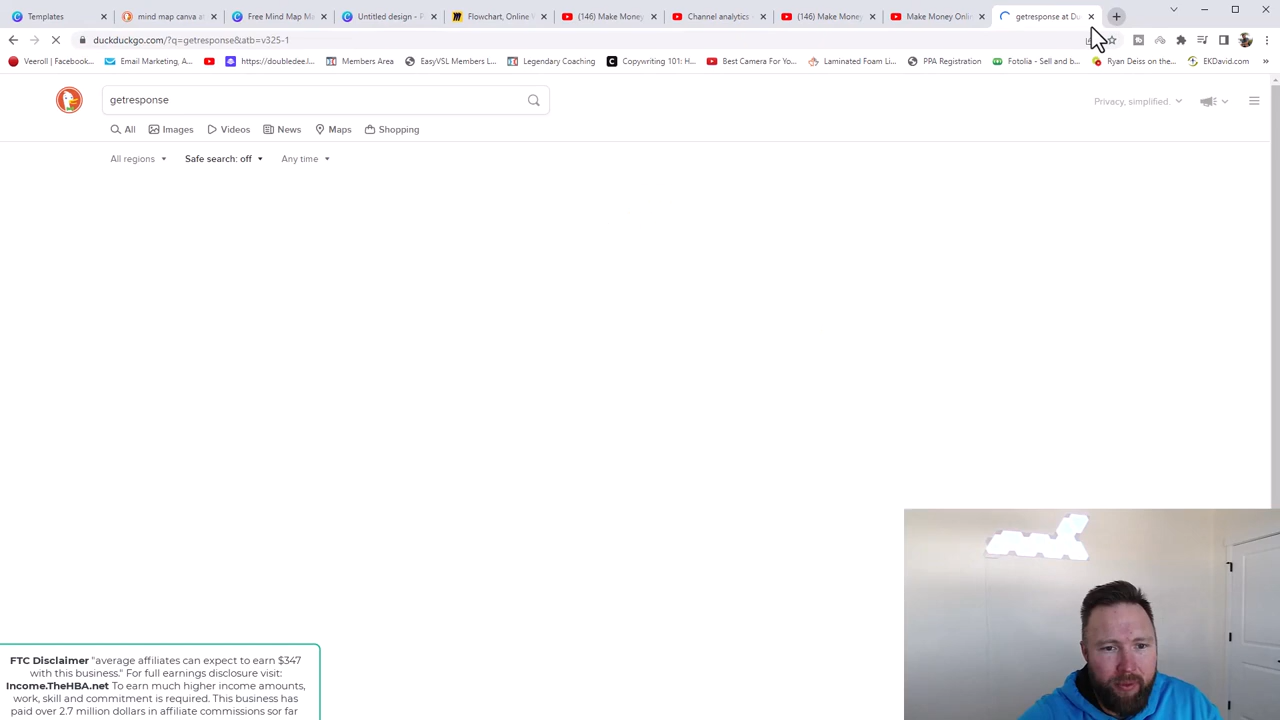 Templates
mind map canva at
Free Mind Map Ma
Untitled design - P
Flowchart, Online
(146) Make Money
Channel analytics -
(146) Make Money
Make Money Onli
getresponse at Du
duckduckgo.com/?q=getresponse&atb=v325-1
Veeroll | Facebook...
Email Marketing, A...
https://doubledee.l...
Members Area
EasyVSL Members L...
Legendary Coaching
Copywriting 101: H...
Best Camera For Yo...
Laminated Foam Li...
PPA Registration
Fotolia - Sell and b...
Ryan Deiss on the...
EKDavid.com
»
getresponse
Privacy, simplified.
All
Images
Videos
News
Maps
Shopping
All regions
Safe search: off
Any time
FTC Disclaimer "average affiliates can expect to earn $347
with this business." For full earnings disclosure visit:
Income.TheHBA.net To earn much higher income amounts,
work, skill and commitment is required. This business has
paid over 2.7 million dollars in affiliate commissions sor far